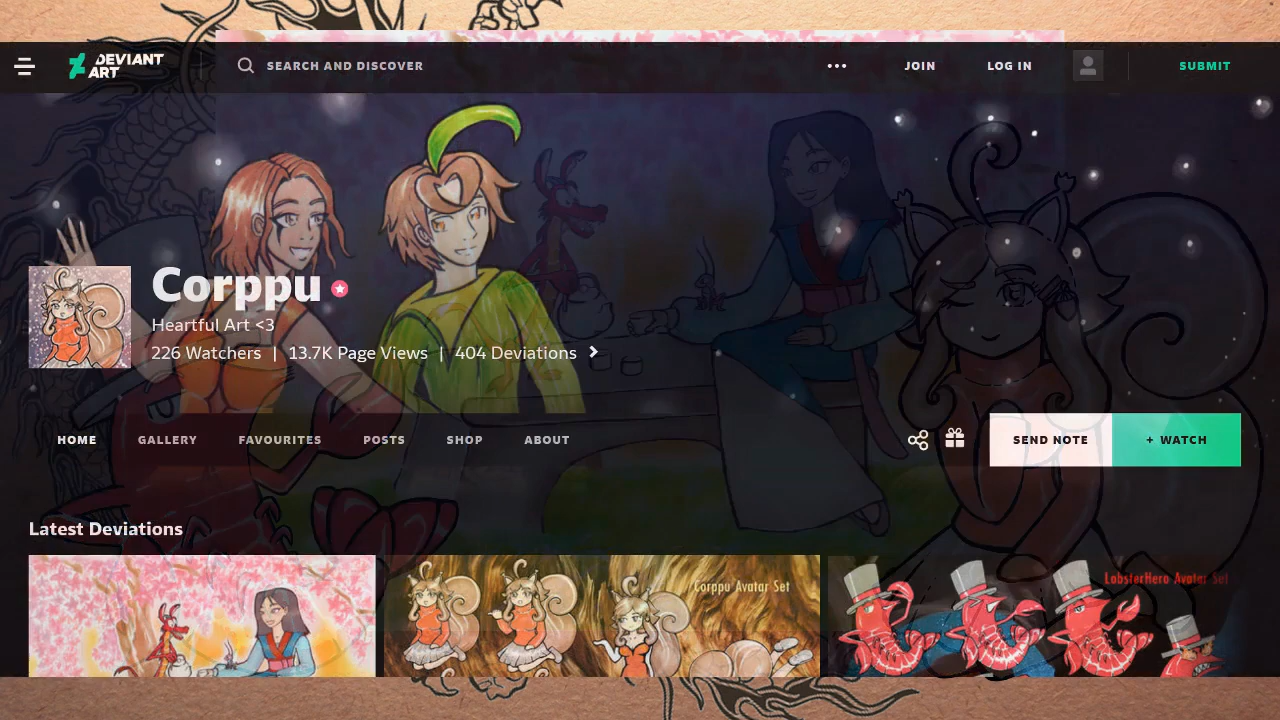 DEVIANT
ART
SEARCH AND DISCOVER
JOIN
LOG IN
SUBMIT
Corppu
Heartful Art <3
226 Watchers | 13.7K Page Views | 404 Deviations
HOME
GALLERY
FAVOURITES
POSTS
SHOP
ABOUT
SEND NOTE
+ WATCH
Latest Deviations
Corppu Avatar Set
LobsterHero Avatar Set